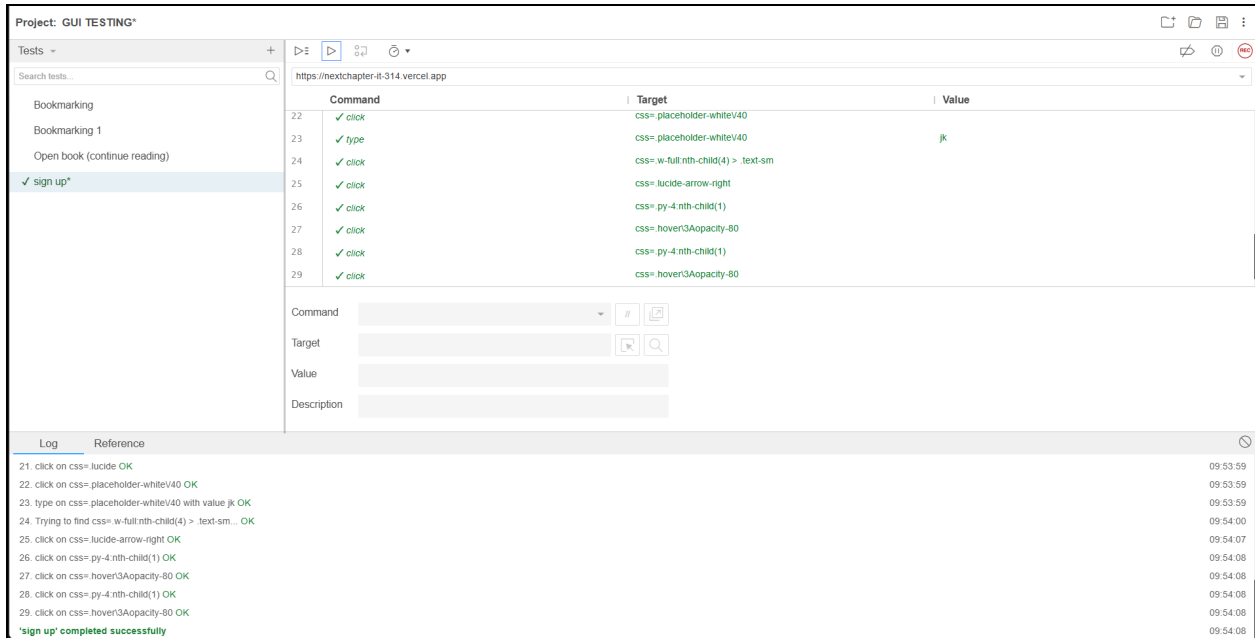 Project: GUI TESTING*
Tests
Search tests...
Bookmarking
Bookmarking 1
Open book (continue reading)
✓ sign up*
REC
https://nextchapter-it-314.vercel.app
Command Target Value
22 ✓ click css=.placeholder-white\/40
23 ✓ type css=.placeholder-white\/40 jk
24 ✓ click css=.w-full:nth-child(4) > .text-sm
25 ✓ click css=.lucide-arrow-right
26 ✓ click css=.py-4:nth-child(1)
27 ✓ click css=.hover\3Aopacity-80
28 ✓ click css=.py-4:nth-child(1)
29 ✓ click css=.hover\3Aopacity-80
Command //
Target
Value
Description
Log Reference
21. click on css=.lucide OK 09:53:59
22. click on css=.placeholder-white\/40 OK 09:53:59
23. type on css=.placeholder-white\/40 with value jk OK 09:53:59
24. Trying to find css=.w-full:nth-child(4) > .text-sm... OK 09:54:00
25. click on css=.lucide-arrow-right OK 09:54:07
26. click on css=.py-4:nth-child(1) OK 09:54:08
27. click on css=.hover\3Aopacity-80 OK 09:54:08
28. click on css=.py-4:nth-child(1) OK 09:54:08
29. click on css=.hover\3Aopacity-80 OK 09:54:08
'sign up' completed successfully 09:54:08